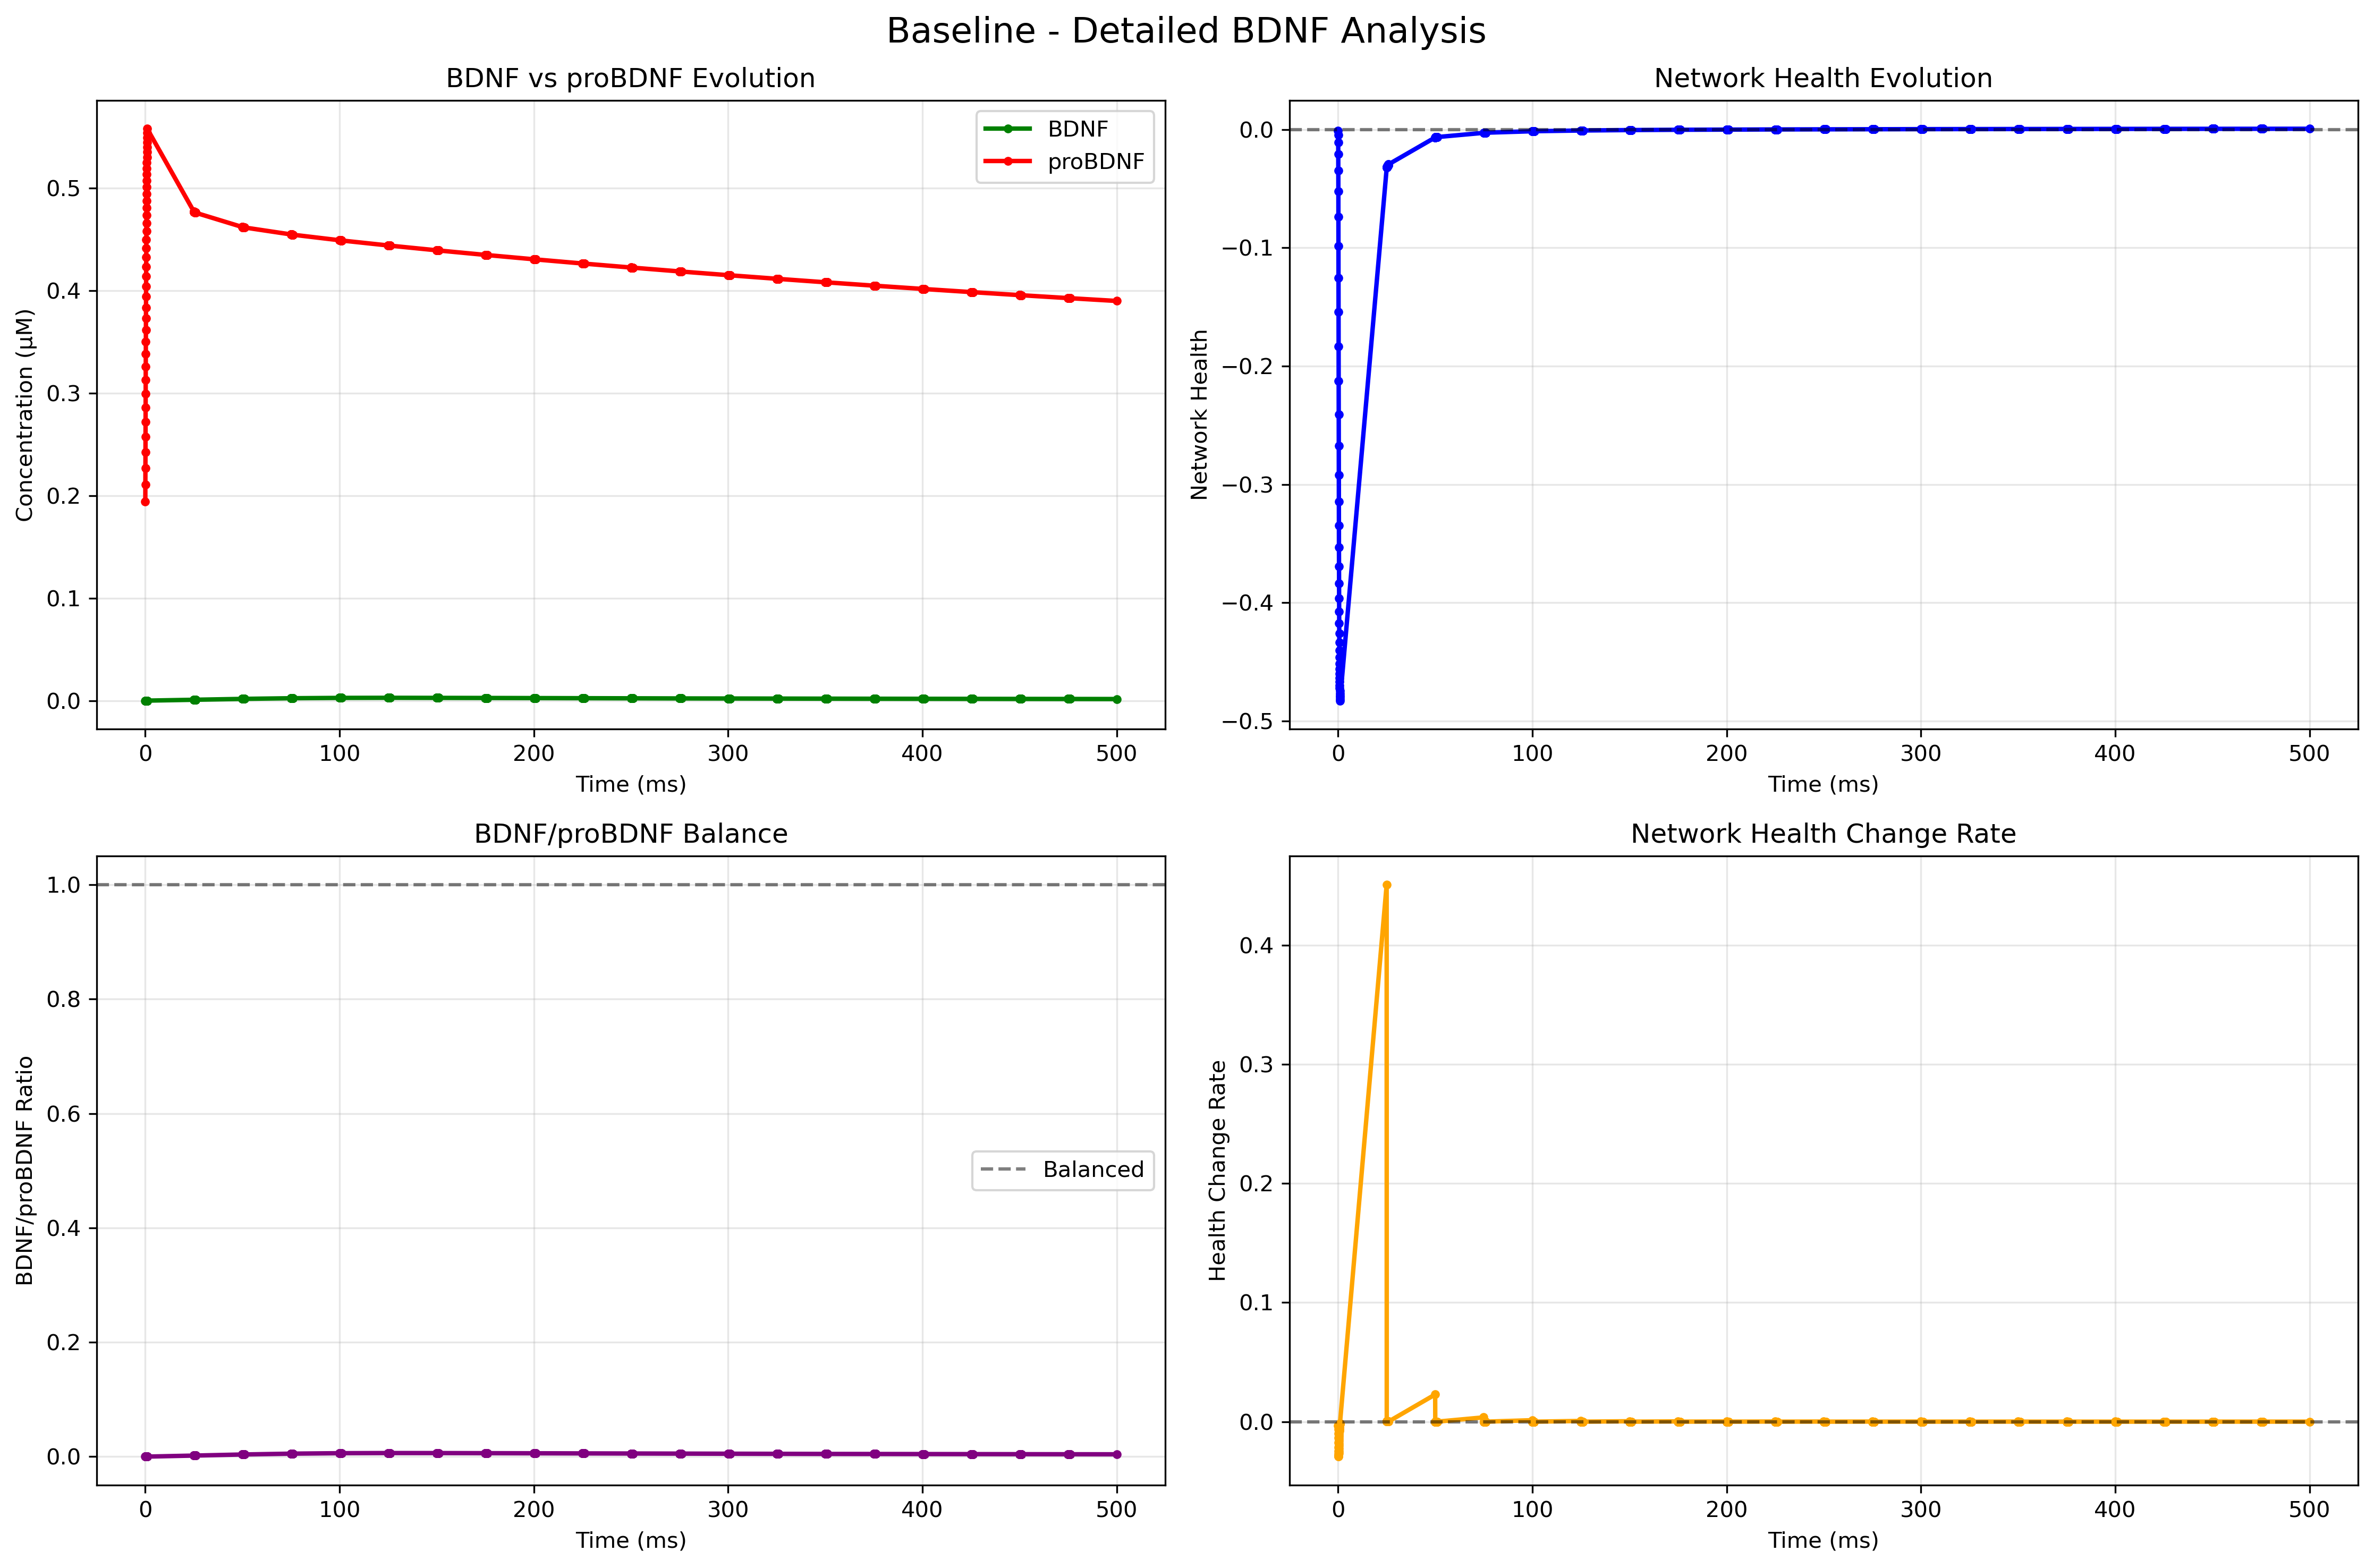 Baseline - Detailed BDNF Analysis
BDNF vs proBDNF Evolution
Concentration (μM)
0.5
0.4
0.3
0.2
0.1
0.0
BDNF
proBDNF
0 100 200 300 400 500
Time (ms)
Network Health Evolution
Network Health
0.0
−0.1
−0.2
−0.3
−0.4
−0.5
0 100 200 300 400 500
Time (ms)
BDNF/proBDNF Balance
BDNF/proBDNF Ratio
1.0
0.8
0.6
0.4
0.2
0.0
Balanced
0 100 200 300 400 500
Time (ms)
Network Health Change Rate
Health Change Rate
0.4
0.3
0.2
0.1
0.0
0 100 200 300 400 500
Time (ms)